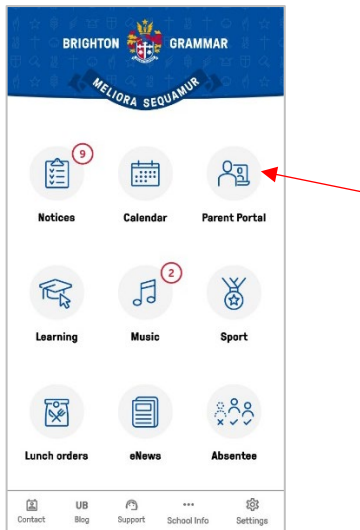 BRIGHTON GRAMMAR
MELIORA SEQUAMUR
9
Notices Calendar Parent Portal
2
Learning Music Sport
Lunch orders eNews Absentee
UB
Contact Blog Support School Info Settings